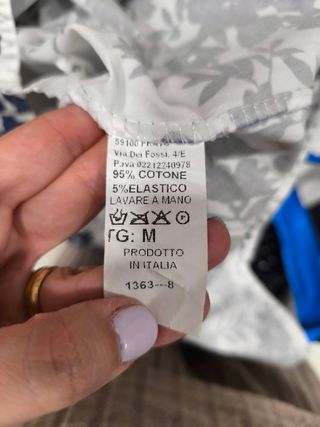 59100 PRATO
Via Dei Fossi, 4/E
P.iva 02212240978
95% COTONE
5% ELASTICO
LAVARE A MANO
TG: M
PRODOTTO
IN ITALIA
1363---8